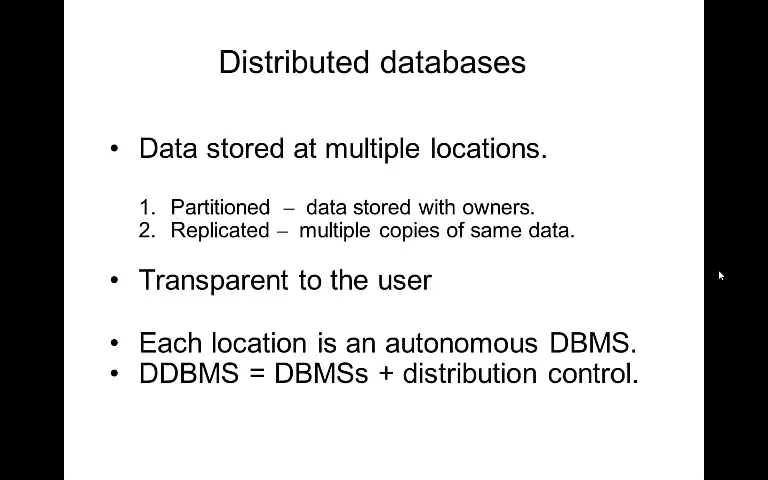 Distributed databases
• Data stored at multiple locations.
1. Partitioned – data stored with owners.
2. Replicated – multiple copies of same data.
• Transparent to the user
• Each location is an autonomous DBMS.
• DDBMS = DBMSs + distribution control.